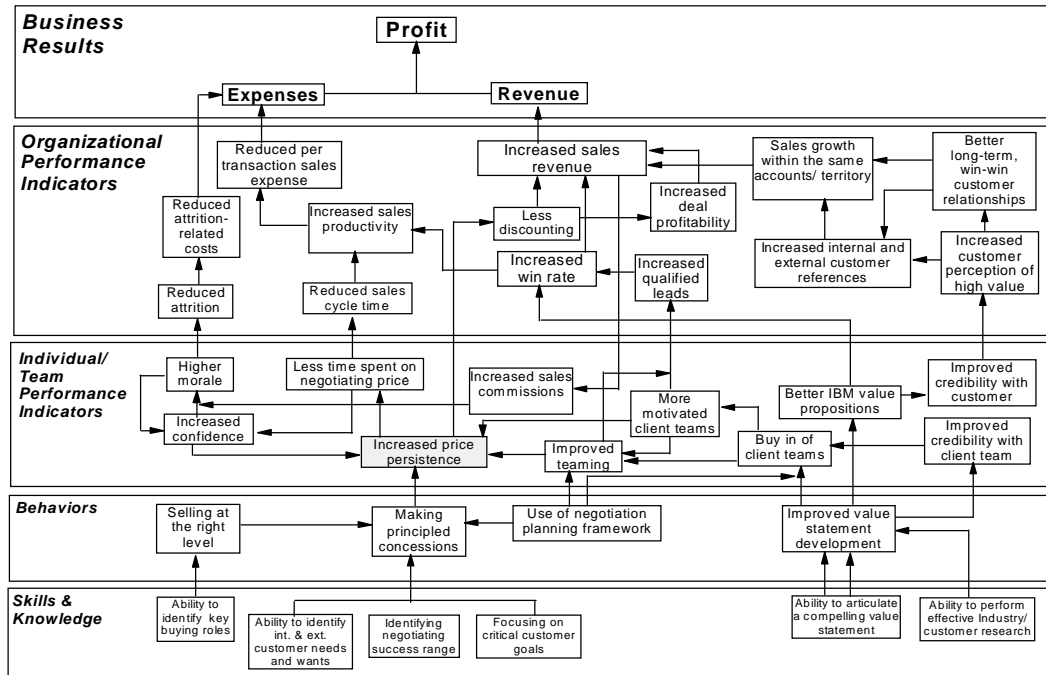 Business
Results
Profit
Expenses
Revenue
Organizational
Performance
Indicators
Reduced per
transaction sales
expense
Increased sales
revenue
Sales growth
within the same
accounts/ territory
Better
long-term,
win-win
customer
relationships
Reduced
attrition-
related
costs
Increased sales
productivity
Less
discounting
Increased
deal
profitability
Increased internal and
external customer
references
Increased
customer
perception of
high value
Increased
win rate
Increased
qualified
leads
Reduced
attrition
Reduced sales
cycle time
Individual/
Team
Performance
Indicators
Higher
morale
Less time spent on
negotiating price
Increased sales
commissions
More
motivated
client teams
Better IBM value
propositions
Improved
credibility with
customer
Increased
confidence
Increased price
persistence
Improved
teaming
Buy in of
client teams
Improved
credibility with
client team
Behaviors
Selling at
the right
level
Making
principled
concessions
Use of negotiation
planning framework
Improved value
statement
development
Skills &
Knowledge
Ability to
identify key
buying roles
Ability to identify
int. & ext.
customer needs
and wants
Identifying
negotiating
success range
Focusing on
critical customer
goals
Ability to articulate
a compelling value
statement
Ability to perform
effective Industry/
customer research